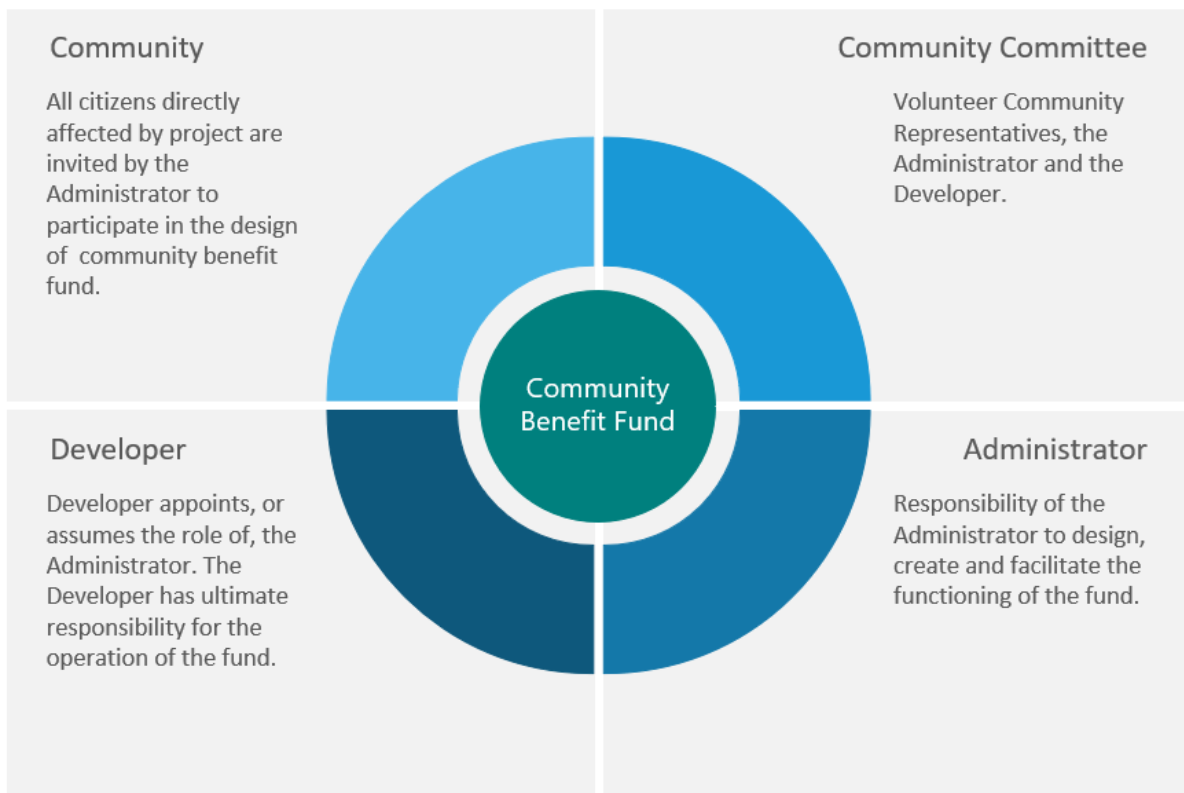 Community
All citizens directly
affected by project are
invited by the
Administrator to
participate in the design
of  community benefit
fund.
Community Committee
Volunteer Community
Representatives, the
Administrator and the
Developer.
Community
Benefit Fund
Developer
Developer appoints, or
assumes the role of, the
Administrator. The
Developer has ultimate
responsibility for the
operation of the fund.
Administrator
Responsibility of the
Administrator to design,
create and facilitate the
functioning of the fund.